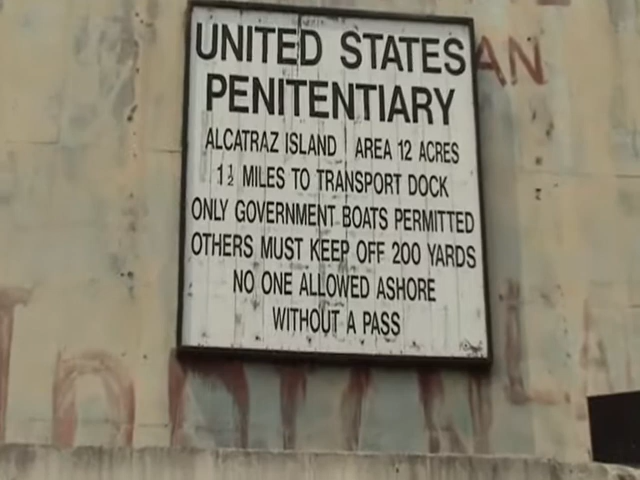 UNITED STATES
PENITENTIARY
ALCATRAZ ISLAND AREA 12 ACRES
1½ MILES TO TRANSPORT DOCK
ONLY GOVERNMENT BOATS PERMITTED
OTHERS MUST KEEP OFF 200 YARDS
NO ONE ALLOWED ASHORE
WITHOUT A PASS